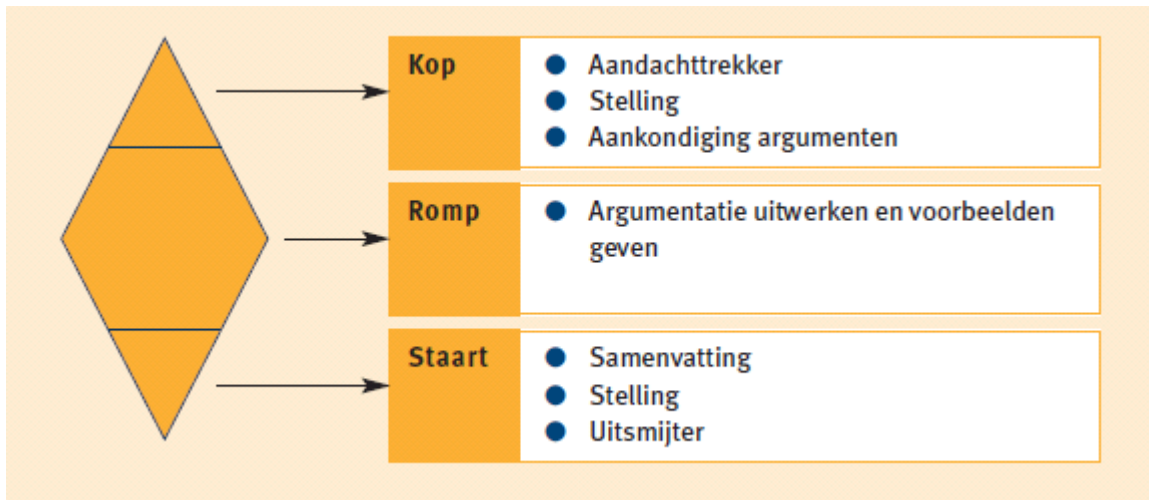 Kop
● Aandachttrekker
● Stelling
● Aankondiging argumenten
Romp
● Argumentatie uitwerken en voorbeelden
geven
Staart
● Samenvatting
● Stelling
● Uitsmijter